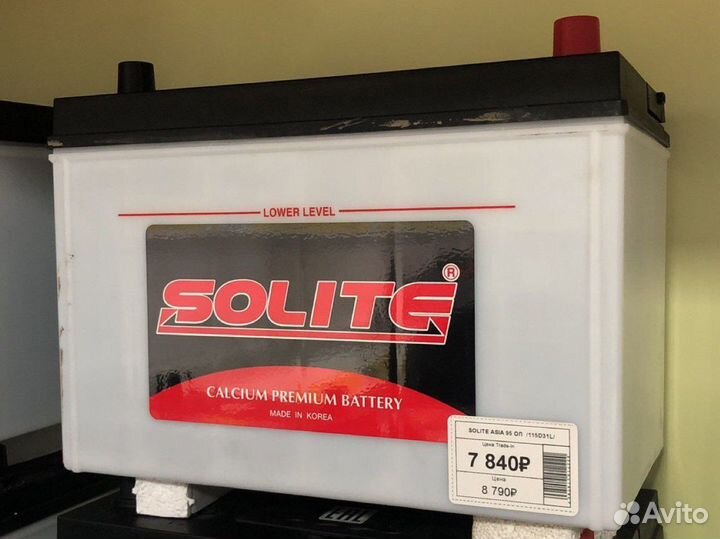 LOWER LEVEL
SOLITE®
CALCIUM PREMIUM BATTERY
MADE IN KOREA
SOLITE ASIA 95 ОП /115D31L/
Цена Trade-in
7 840₽
Цена
8 790₽
EAC
Avito